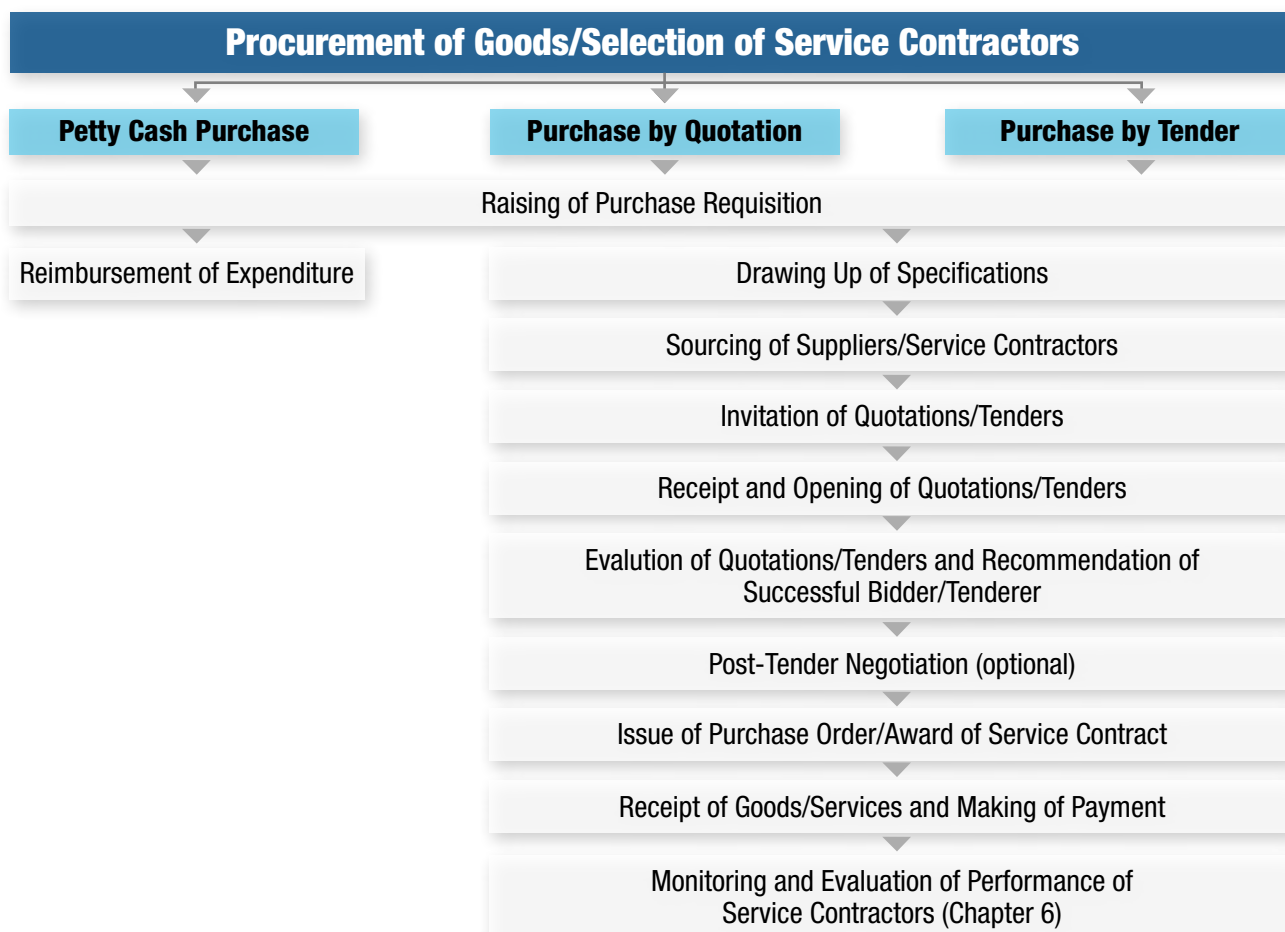 Procurement of Goods/Selection of Service Contractors
Petty Cash Purchase
Purchase by Quotation
Purchase by Tender
Raising of Purchase Requisition
Reimbursement of Expenditure
Drawing Up of Specifications
Sourcing of Suppliers/Service Contractors
Invitation of Quotations/Tenders
Receipt and Opening of Quotations/Tenders
Evalution of Quotations/Tenders and Recommendation of
Successful Bidder/Tenderer
Post-Tender Negotiation (optional)
Issue of Purchase Order/Award of Service Contract
Receipt of Goods/Services and Making of Payment
Monitoring and Evaluation of Performance of
Service Contractors (Chapter 6)